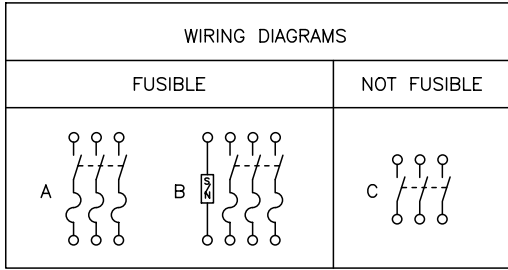 WIRING DIAGRAMS
FUSIBLE
NOT FUSIBLE
A
B
S/N
C